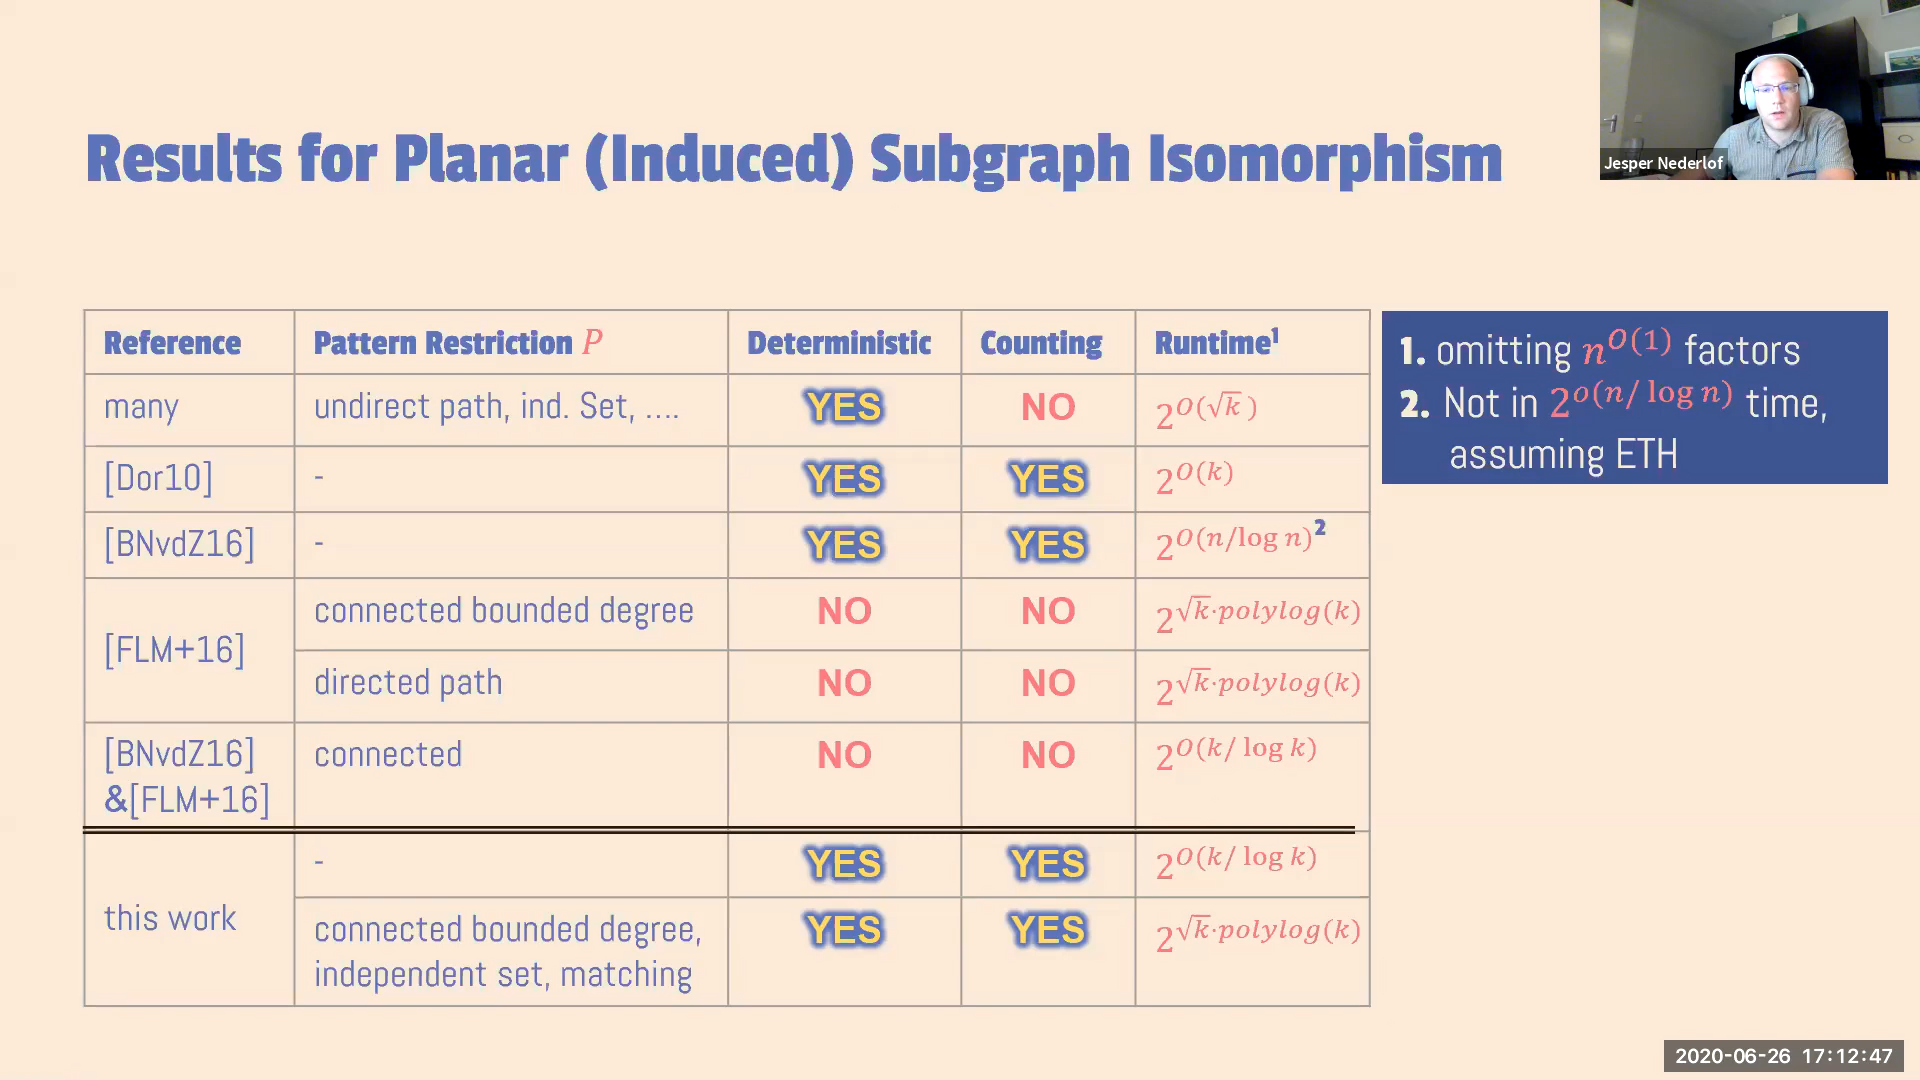 Results for Planar (Induced) Subgraph Isomorphism
Jesper Nederlof
Reference Pattern Restriction P Deterministic Counting Runtime¹
many undirect path, ind. Set, .... YES NO 2^{O(√k)}
[Dor10] - YES YES 2^{O(k)}
[BNvdZ16] - YES YES 2^{O(n/log n)} 2
[FLM+16] connected bounded degree NO NO 2^{√k·polylog(k)}
directed path NO NO 2^{√k·polylog(k)}
[BNvdZ16] connected NO NO 2^{O(k/ log k)}
&[FLM+16]
this work - YES YES 2^{O(k/ log k)}
connected bounded degree, YES YES 2^{√k·polylog(k)}
independent set, matching
1. omitting n^{O(1)} factors
2. Not in 2^{o(n/ log n)} time,
assuming ETH
2020-06-26 17:12:47